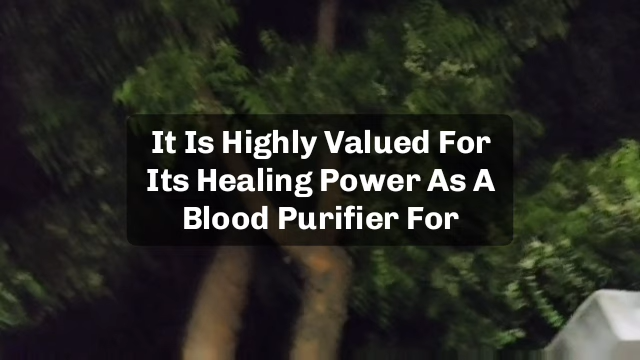 It Is Highly Valued For
Its Healing Power As A
Blood Purifier For